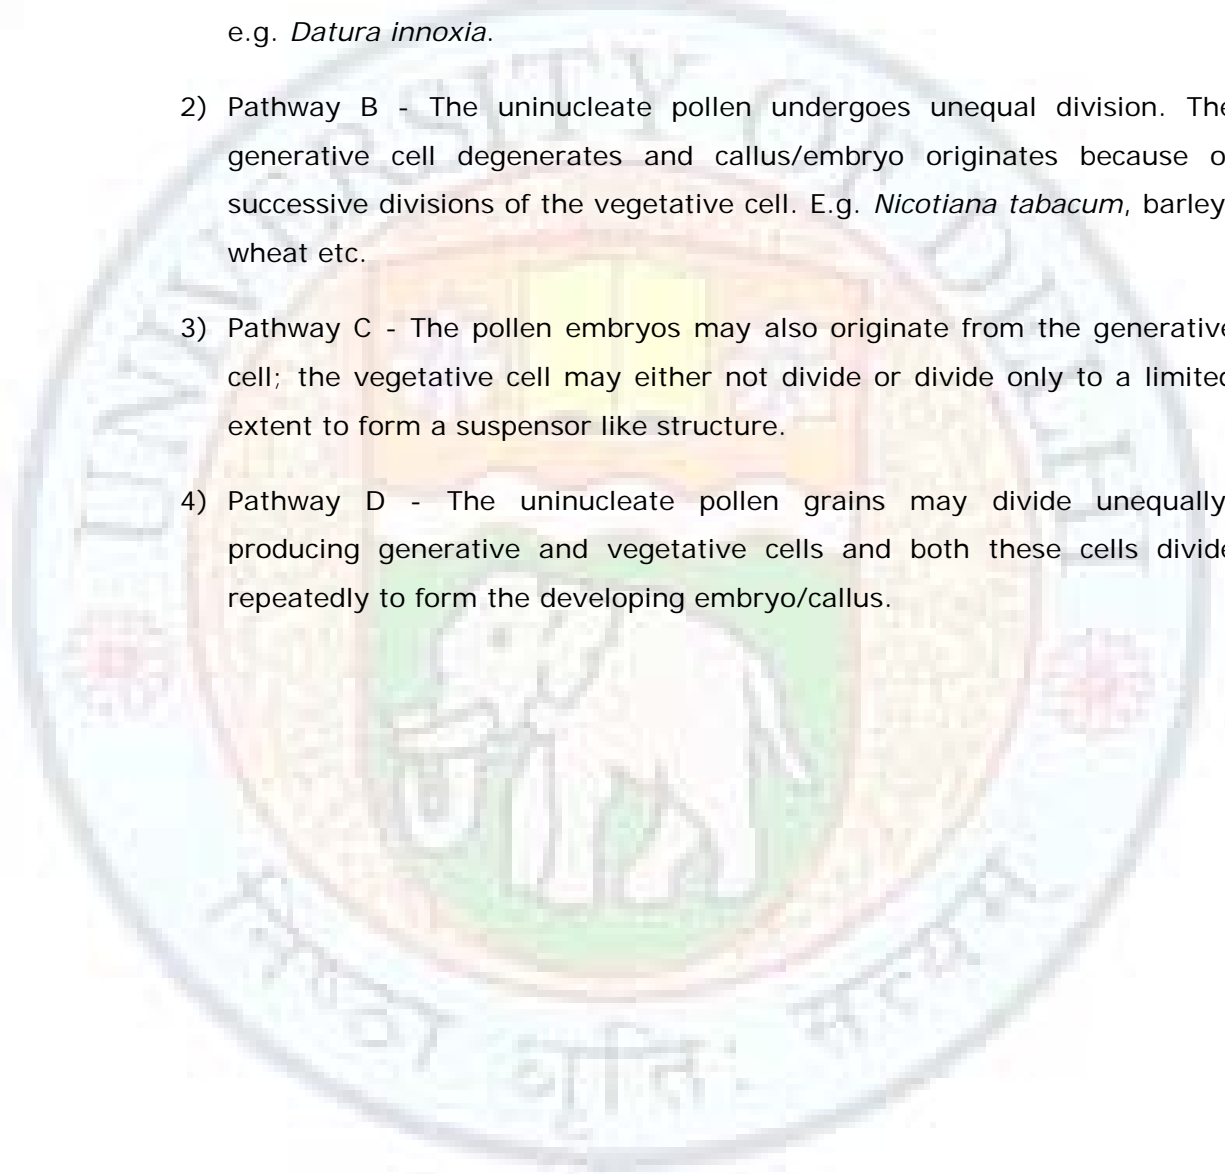 e.g. Datura innoxia.
2) Pathway B - The uninucleate pollen undergoes unequal division. The
generative cell degenerates and callus/embryo originates because o
successive divisions of the vegetative cell. E.g. Nicotiana tabacum, barley
wheat etc.
3) Pathway C - The pollen embryos may also originate from the generative
cell; the vegetative cell may either not divide or divide only to a limited
extent to form a suspensor like structure.
4) Pathway D - The uninucleate pollen grains may divide unequally
producing generative and vegetative cells and both these cells divide
repeatedly to form the developing embryo/callus.
UNIVERSITY OF DELHI
निष्ठा धृति: सत्यम्